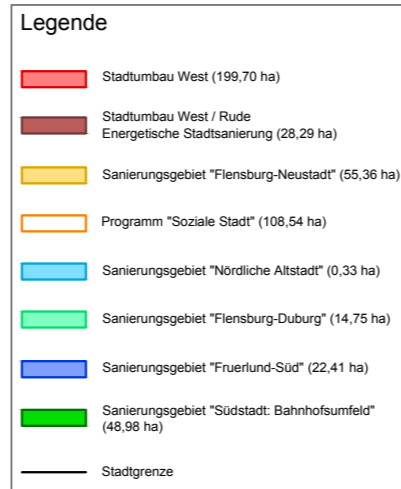 Legende
Stadtumbau West (199,70 ha)
Stadtumbau West / Rude
Energetische Stadtsanierung (28,29 ha)
Sanierungsgebiet "Flensburg-Neustadt" (55,36 ha)
Programm "Soziale Stadt" (108,54 ha)
Sanierungsgebiet "Nördliche Altstadt" (0,33 ha)
Sanierungsgebiet "Flensburg-Duburg" (14,75 ha)
Sanierungsgebiet "Fruerlund-Süd" (22,41 ha)
Sanierungsgebiet "Südstadt: Bahnhofsumfeld"
(48,98 ha)
Stadtgrenze